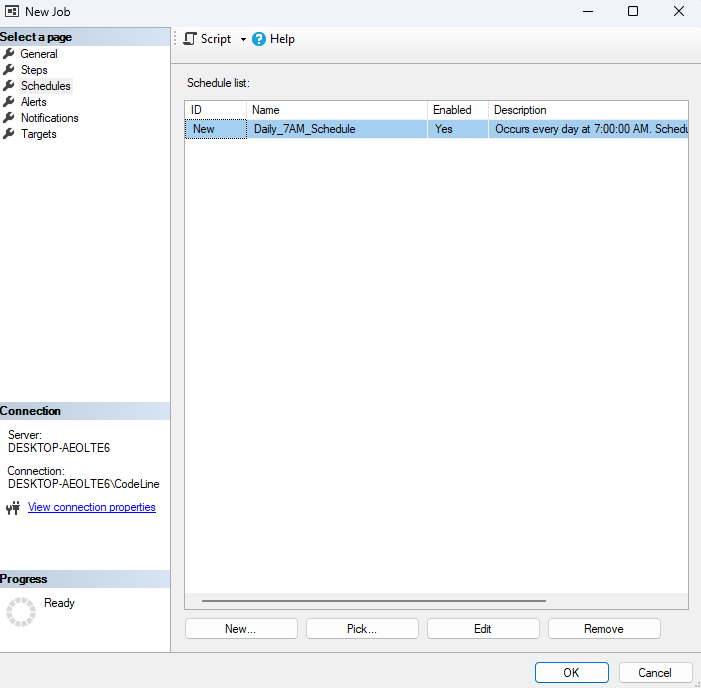 New Job
Select a page
General
Steps
Schedules
Alerts
Notifications
Targets
Script
Help
Schedule list:
ID Name Enabled Description
New Daily_7AM_Schedule Yes Occurs every day at 7:00:00 AM. Schedu
Connection
Server:
DESKTOP-AEOLTE6
Connection:
DESKTOP-AEOLTE6\CodeLine
View connection properties
Progress
Ready
New... Pick... Edit Remove
OK Cancel